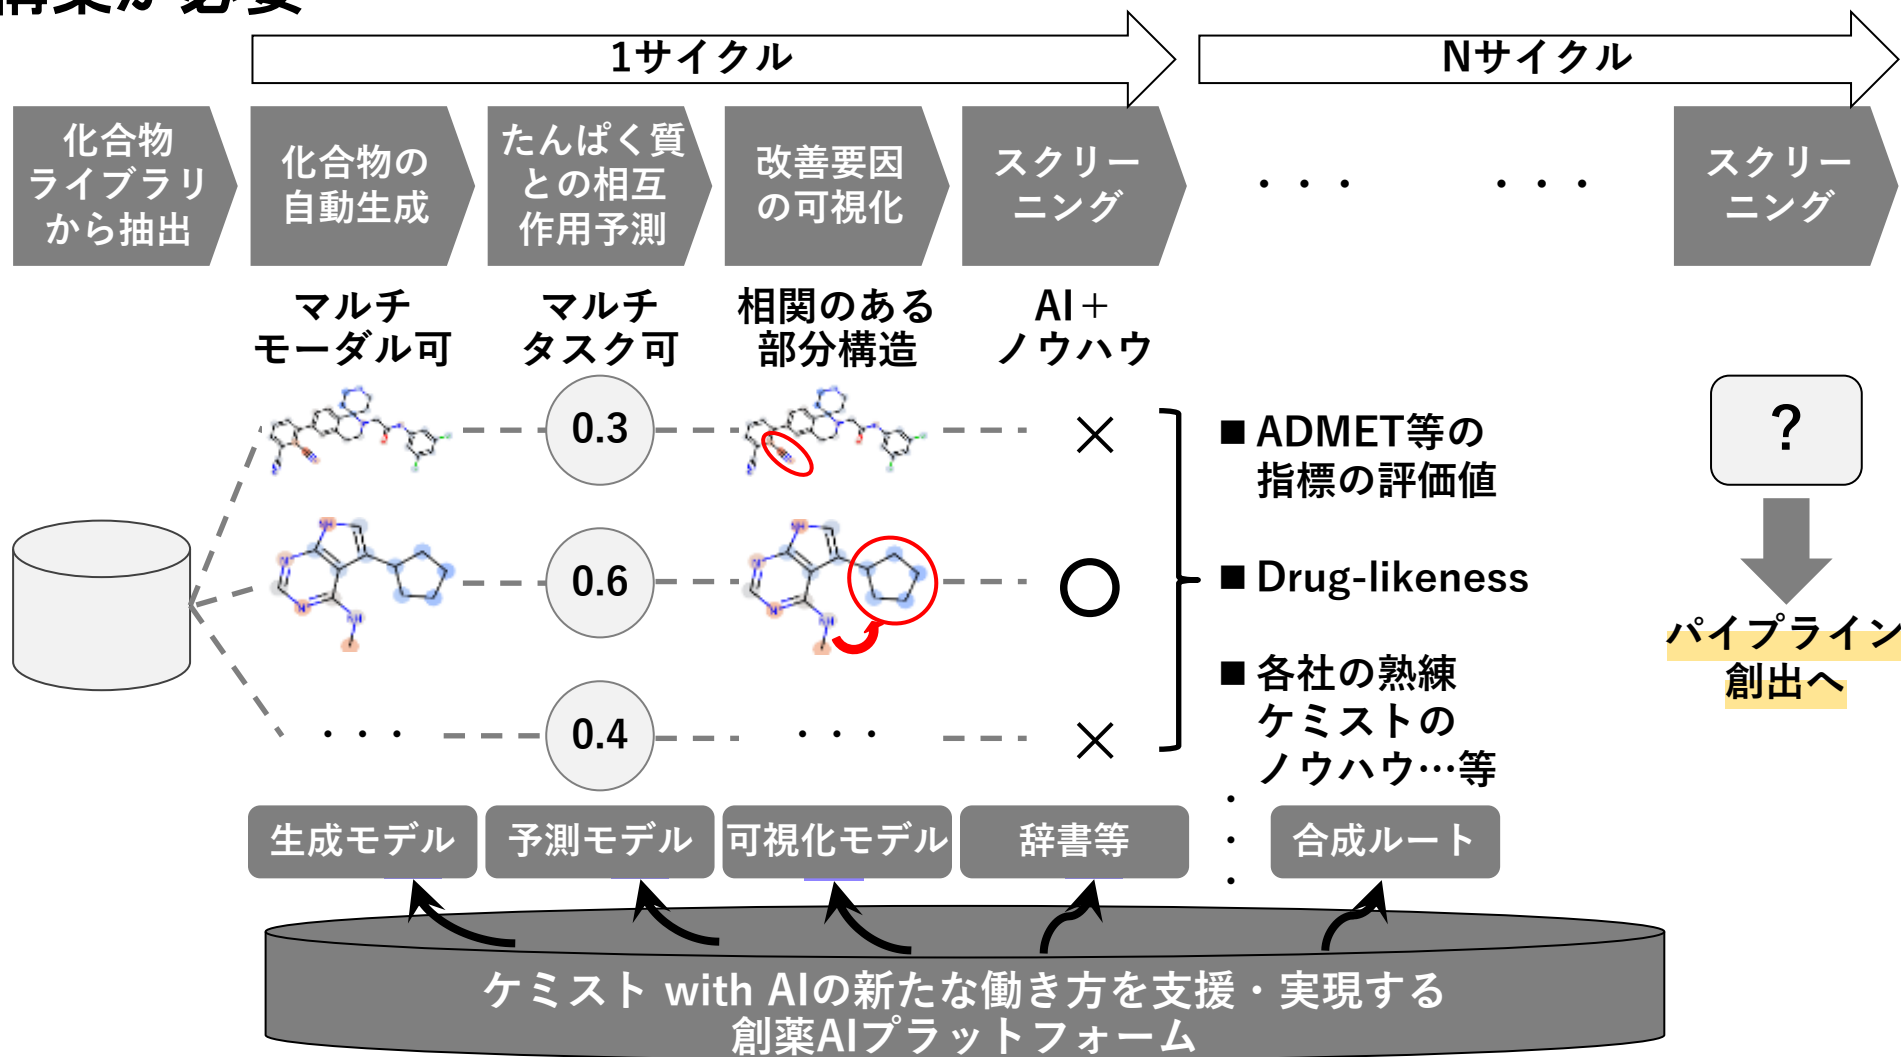 構築が必要
1サイクル
Nサイクル
化合物
ライブラリ
から抽出
化合物の
自動生成
たんぱく質
との相互
作用予測
改善要因
の可視化
スクリー
ニング
・・・
・・・
スクリー
ニング
マルチ
モーダル可
マルチ
タスク可
相関のある
部分構造
AI＋
ノウハウ
0.3
×
0.6
○
・・・
0.4
・・・
×
■ ADMET等の
指標の評価値
■ Drug-likeness
■ 各社の熟練
ケミストの
ノウハウ…等
?
パイプライン
創出へ
生成モデル
予測モデル
可視化モデル
辞書等
・・・
合成ルート
ケミスト with AIの新たな働き方を支援・実現する
創薬AIプラットフォーム